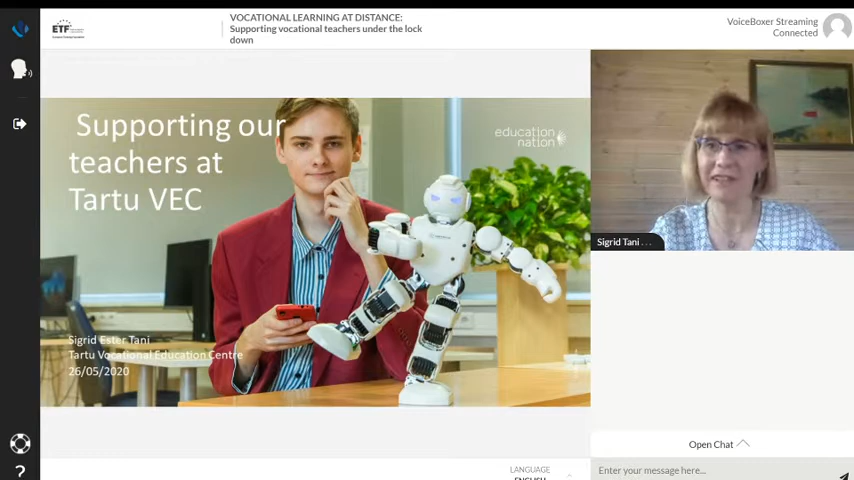 ETF
VOCATIONAL LEARNING AT DISTANCE:
Supporting vocational teachers under the lock
down
VoiceBoxer Streaming
Connected
Supporting our
teachers at
Tartu VEC
education
nation
Sigrid Ester Tani
Tartu Vocational Education Centre
26/05/2020
Sigrid Tani ...
Open Chat
LANGUAGE
ENGLISH
Enter your message here...
?